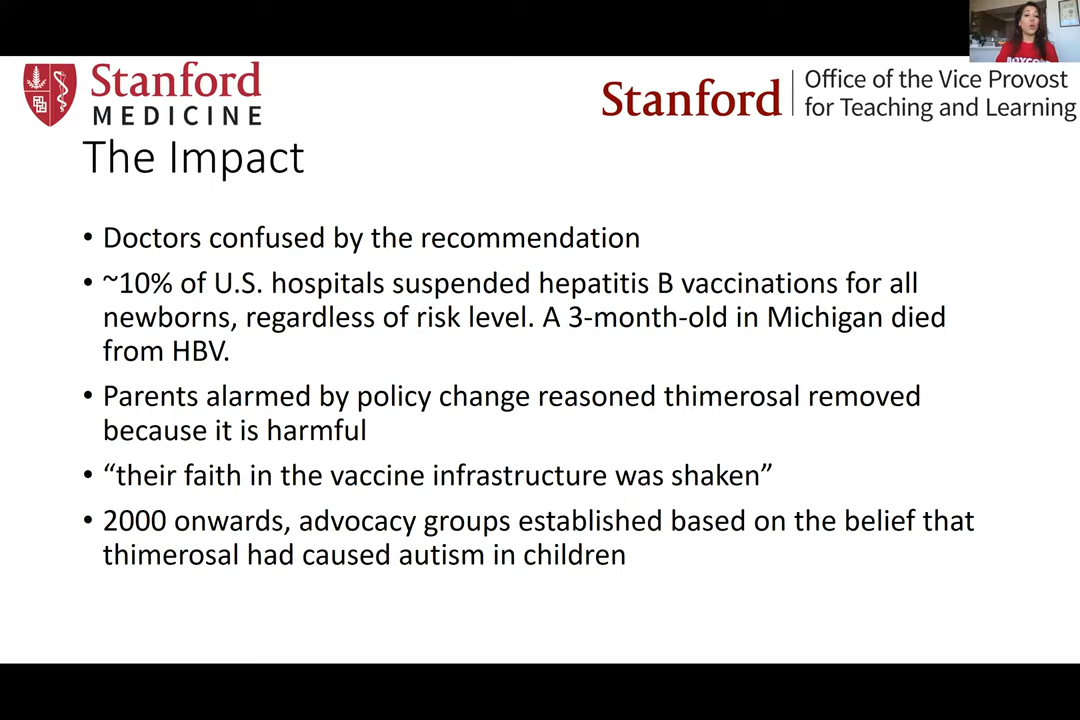 Stanford
MEDICINE
Stanford
Office of the Vice Provost
for Teaching and Learning
The Impact
• Doctors confused by the recommendation
• ~10% of U.S. hospitals suspended hepatitis B vaccinations for all
newborns, regardless of risk level. A 3-month-old in Michigan died
from HBV.
• Parents alarmed by policy change reasoned thimerosal removed
because it is harmful
• “their faith in the vaccine infrastructure was shaken”
• 2000 onwards, advocacy groups established based on the belief that
thimerosal had caused autism in children